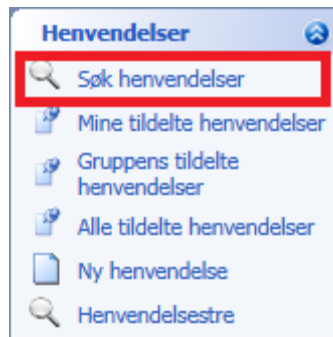 Henvendelser
Søk henvendelser
Mine tildelte henvendelser
Gruppens tildelte
henvendelser
Alle tildelte henvendelser
Ny henvendelse
Henvendelsestre